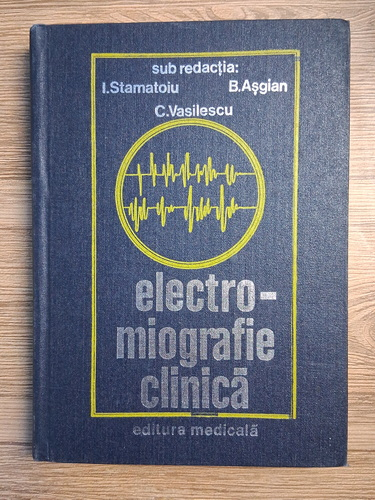 sub redacția:
I.Stamatoiu B.Așgian
C.Vasilescu
electro-
miografie
clinică
editura medicală